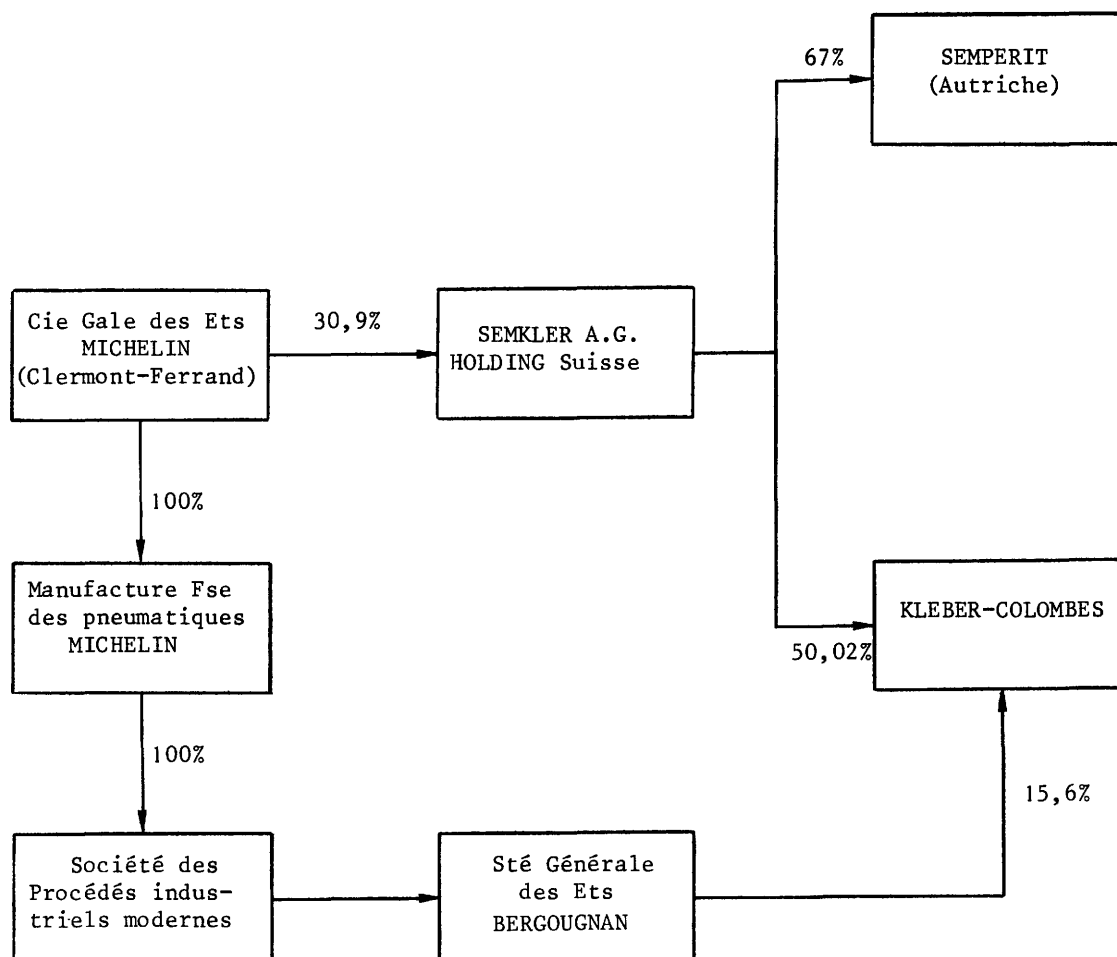 67%
SEMPERIT
(Autriche)
Cie Gale des Ets
MICHELIN
(Clermont-Ferrand)
30,9%
SEMKLER A.G.
HOLDING Suisse
100%
Manufacture Fse
des pneumatiques
MICHELIN
KLEBER-COLOMBES
50,02%
100%
15,6%
Société des
Procédés indus-
triels modernes
Sté Générale
des Ets
BERGOUGNAN